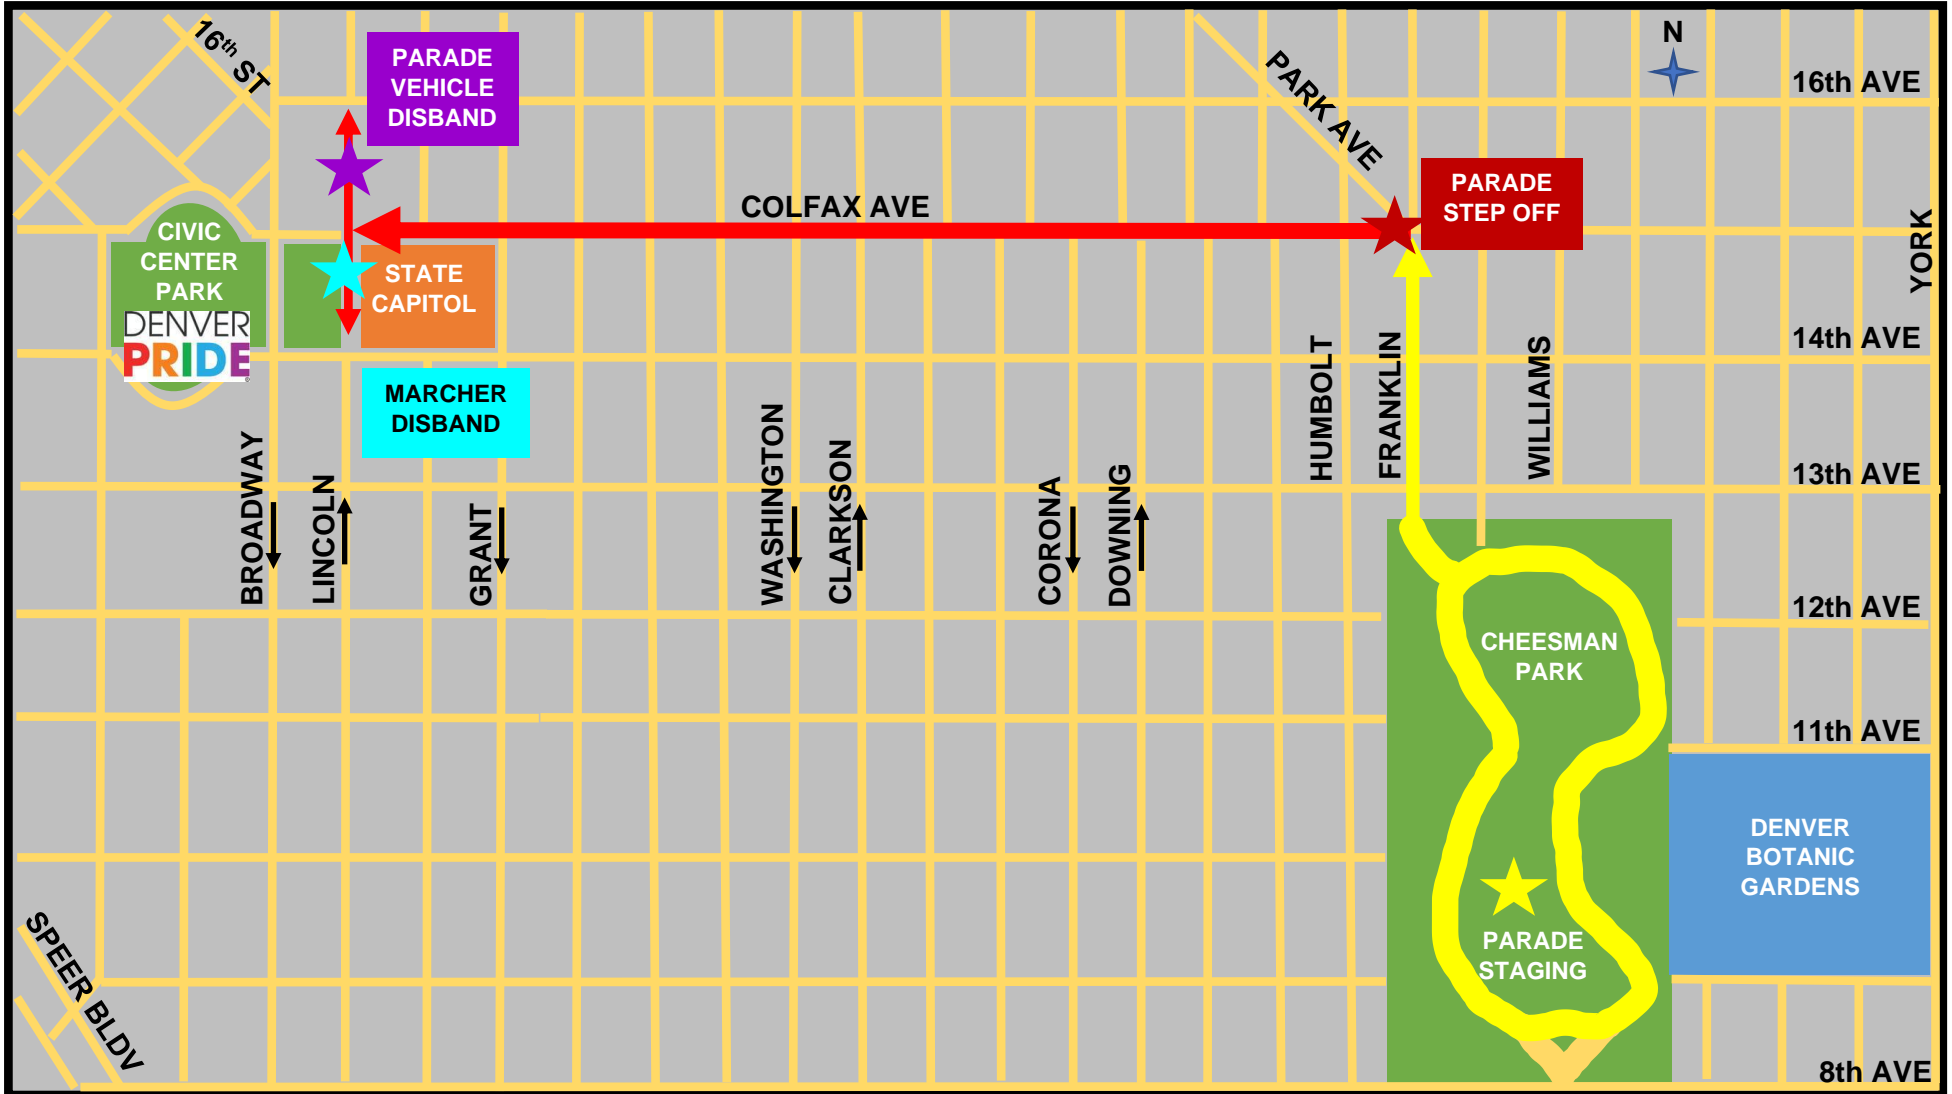 16th ST
PARADE
VEHICLE
DISBAND
PARK AVE
N
16th AVE
COLFAX AVE
PARADE
STEP OFF
YORK
CIVIC
CENTER
PARK
DENVER
PRIDE
STATE
CAPITOL
14th AVE
MARCHER
DISBAND
HUMBOLT
FRANKLIN
WILLIAMS
13th AVE
BROADWAY
LINCOLN
GRANT
WASHINGTON
CLARKSON
CORONA
DOWNING
12th AVE
CHEESMAN
PARK
11th AVE
DENVER
BOTANIC
GARDENS
PARADE
STAGING
SPEER BLDV
8th AVE